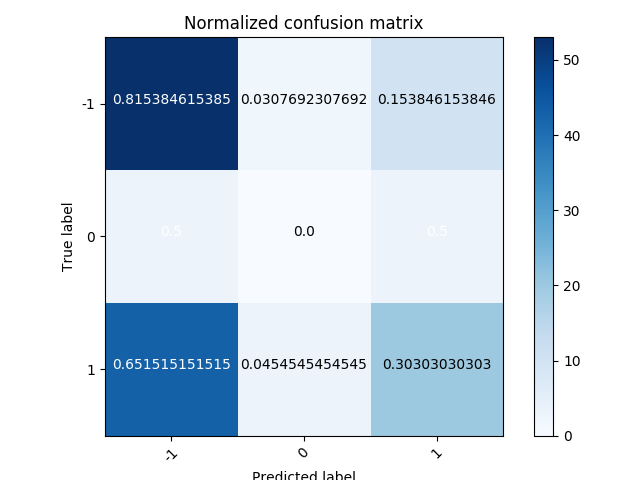 Normalized confusion matrix
True label
-1
0.815384615385 0.0307692307692 0.153846153846
0
0.5 0.0 0.5
1
0.651515151515 0.0454545454545 0.30303030303
-1 0 1
Predicted label
50
40
30
20
10
0